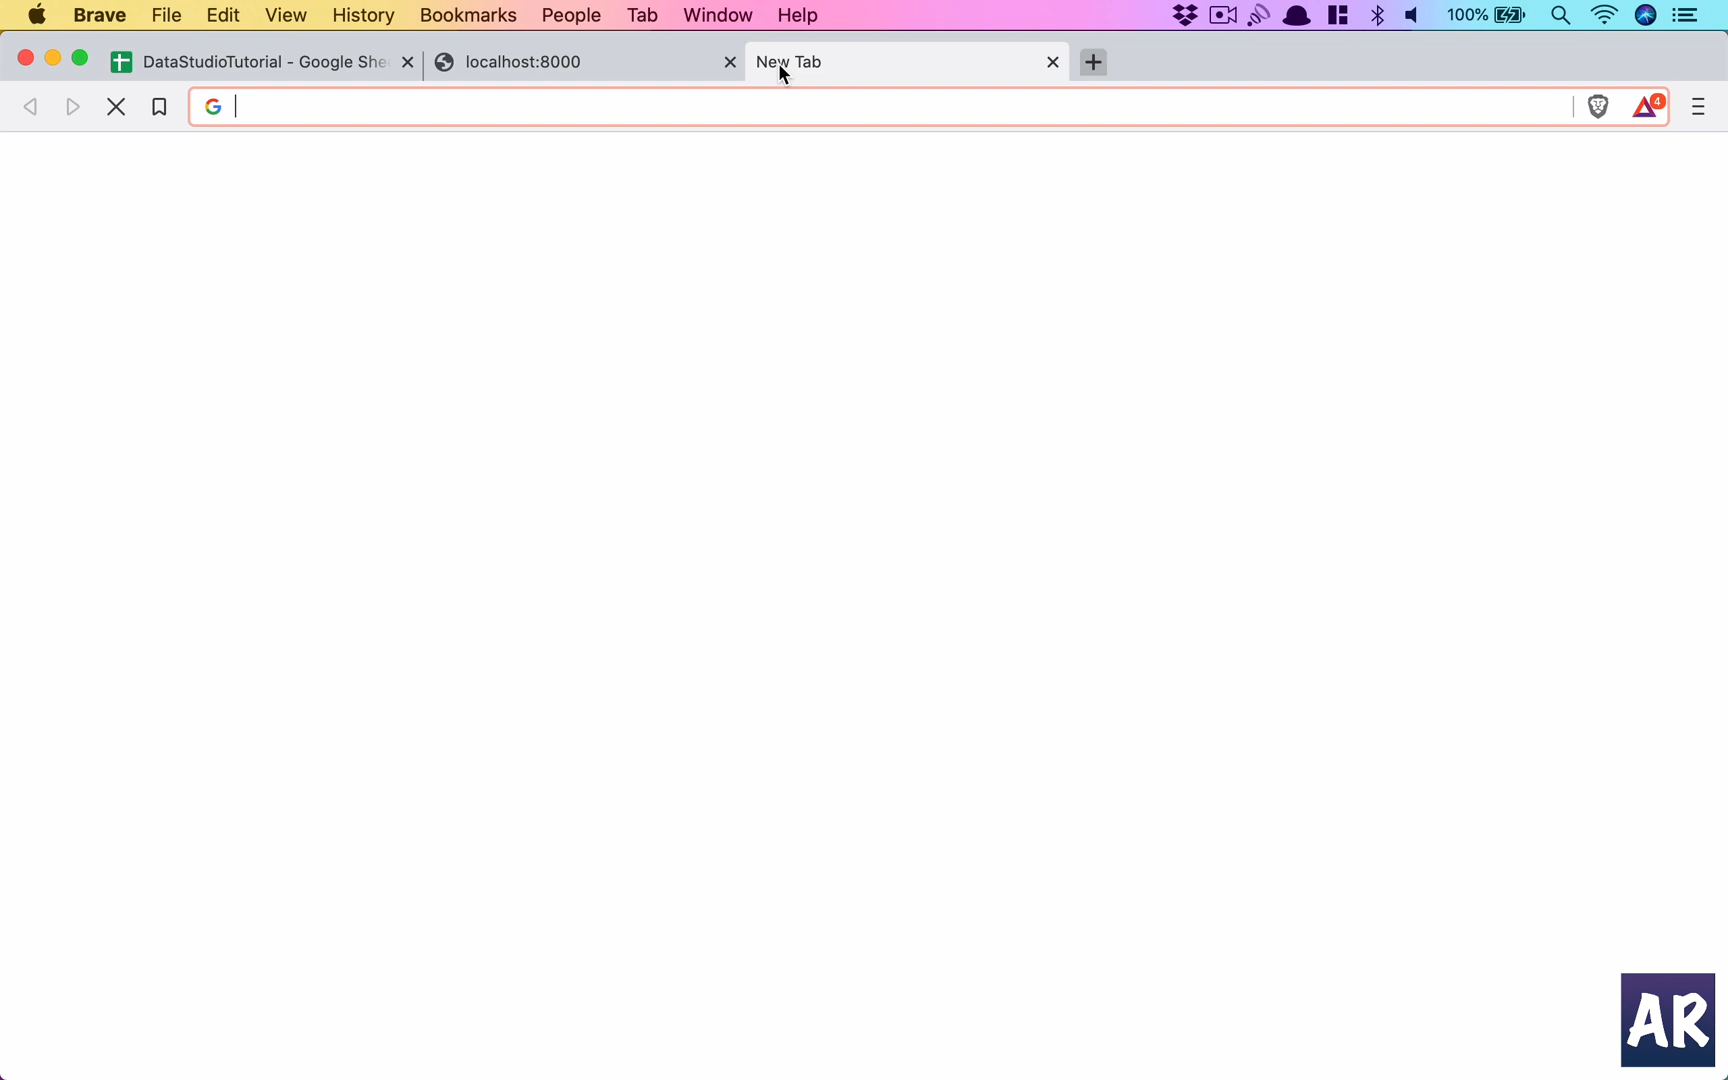 Brave File Edit View History Bookmarks People Tab Window Help 100%
DataStudioTutorial - Google She localhost:8000 New Tab
4
AR